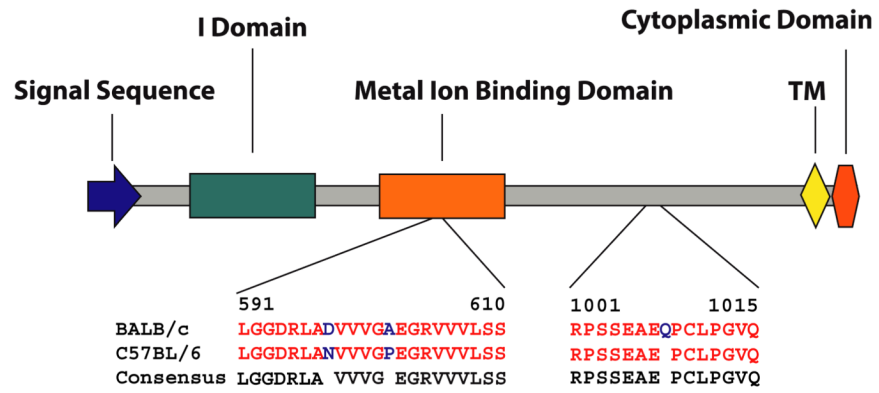 Cytoplasmic Domain
I Domain
Signal Sequence Metal Ion Binding Domain TM
591 610 1001 1015
BALB/c LGGDRLADVVVGAEGRVVVLSS RPSSEAEQPCLPGVQ
C57BL/6 LGGDRLANVVVGPEGRVVVLSS RPSSEAE PCLPGVQ
Consensus LGGDRLA VVVG EGRVVVLSS RPSSEAE PCLPGVQ